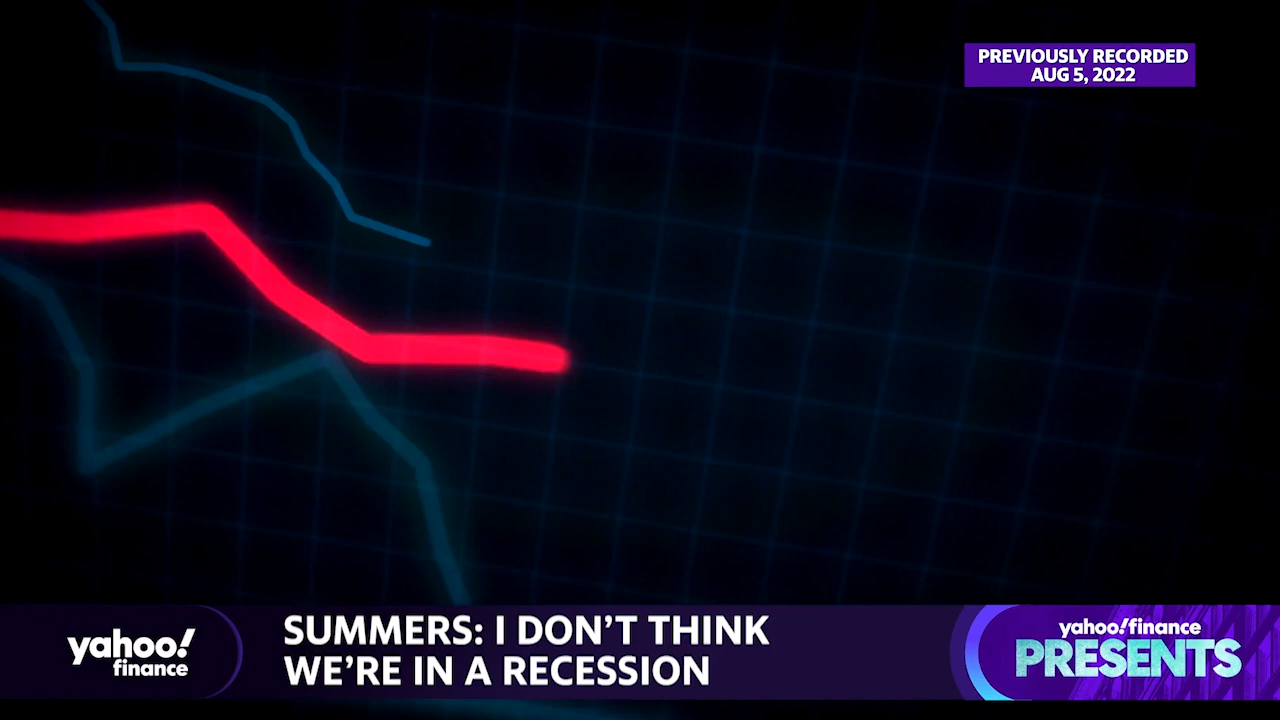 PREVIOUSLY RECORDED
AUG 5, 2022
SUMMERS: I DON'T THINK
WE'RE IN A RECESSION
yahoo!
finance
yahoo!finance
PRESENTS